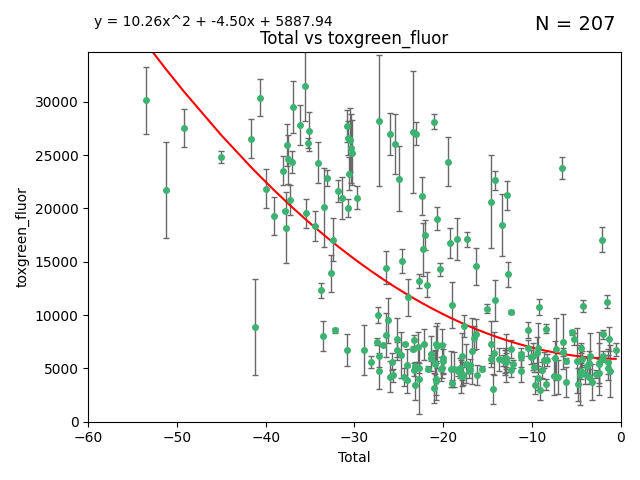 y = 10.26x^2 + -4.50x + 5887.94
N = 207
Total vs toxgreen_fluor
30000
25000
20000
15000
10000
5000
0
toxgreen_fluor
−60
−50
−40
−30
−20
−10
0
Total